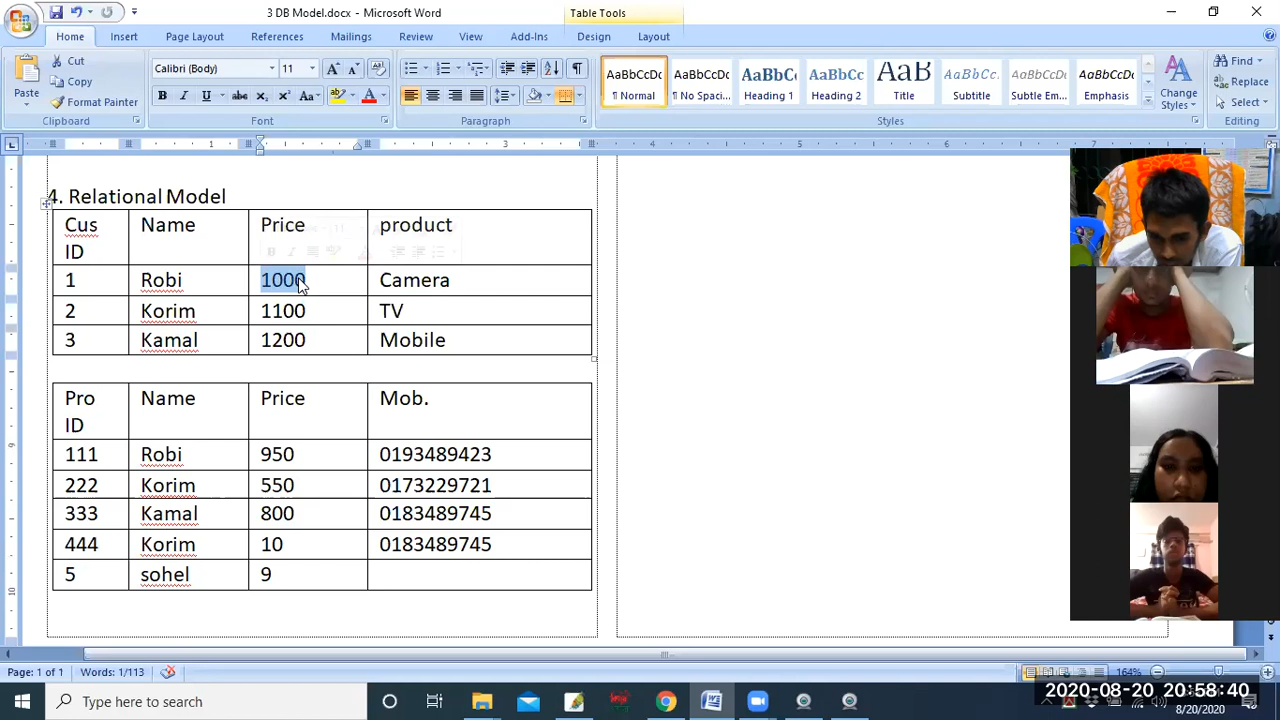 3 DB Model.docx - Microsoft Word
Table Tools
Home Insert Page Layout References Mailings Review View Add-Ins Design Layout
Paste
Cut
Copy
Format Painter
Clipboard
Calibri (Body) 11
Font
Paragraph
AaBbCcDc AaBbCcDc AaBbCc AaBbCc AaB AaBbCc. AaBbCcDc AaBbCcDc
¶ Normal ¶ No Spaci... Heading 1 Heading 2 Title Subtitle Subtle Em... Emphasis
Change Styles
Styles
Find
Replace
Select
Editing
4. Relational Model
Cus ID Name Price product
1 Robi 1000 Camera
2 Korim 1100 TV
3 Kamal 1200 Mobile
Pro ID Name Price Mob.
111 Robi 950 0193489423
222 Korim 550 0173229721
333 Kamal 800 0183489745
444 Korim 10 0183489745
5 sohel 9
Page: 1 of 1 Words: 1/113 164%
Type here to search
2020-08-20 20:58:40
8/20/2020